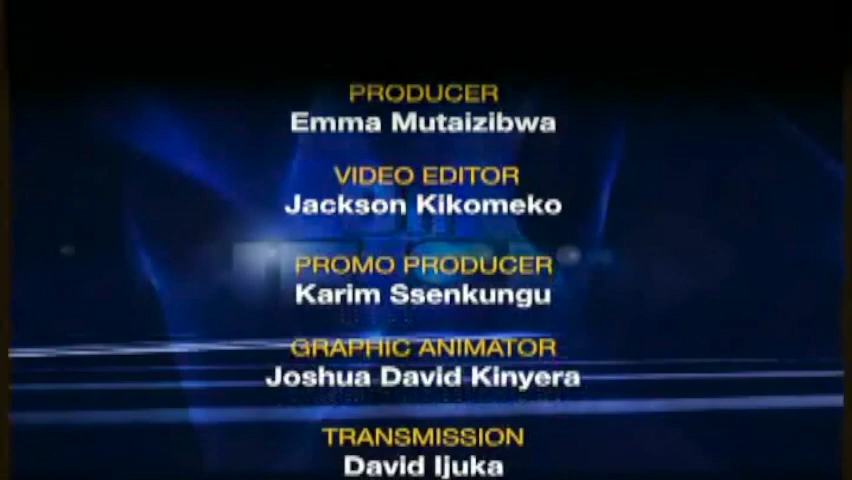 PRODUCER
Emma Mutaizibwa
VIDEO EDITOR
Jackson Kikomeko
PROMO PRODUCER
Karim Ssenkungu
GRAPHIC ANIMATOR
Joshua David Kinyera
TRANSMISSION
David Ijuka